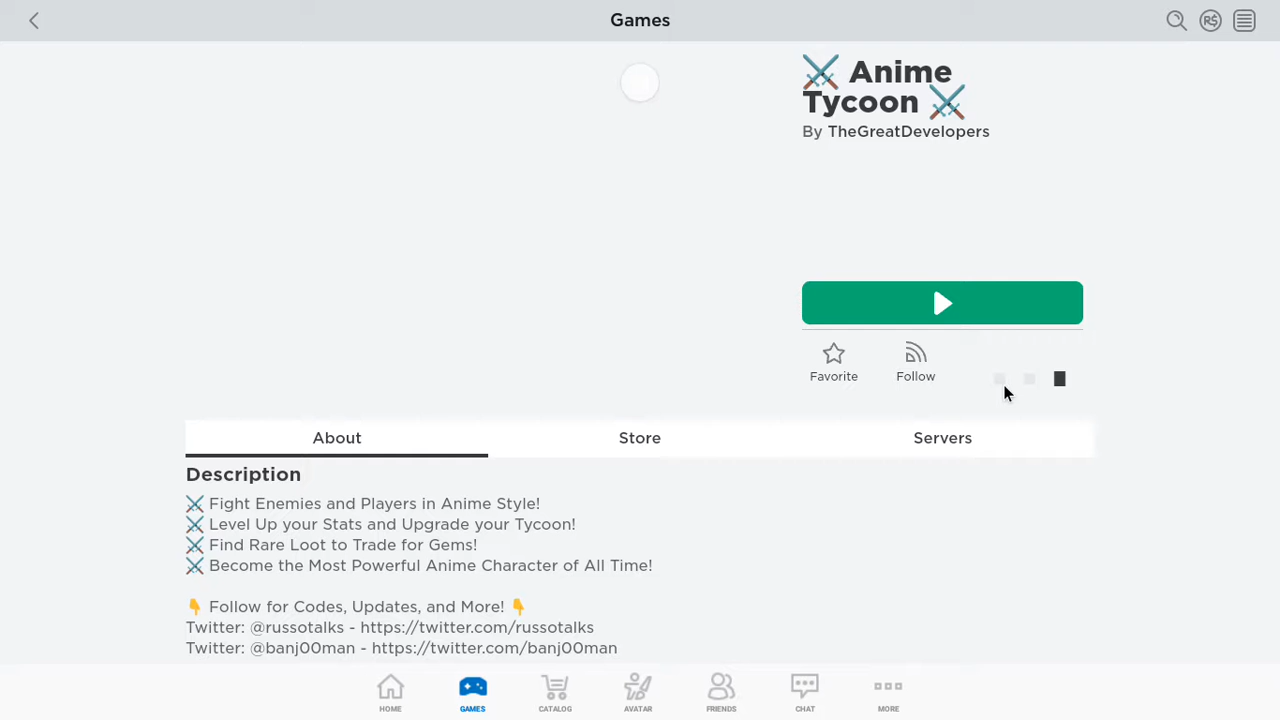 Games
⚔️ Anime
Tycoon ⚔️
By TheGreatDevelopers
Favorite
Follow
About
Store
Servers
Description
⚔️ Fight Enemies and Players in Anime Style!
⚔️ Level Up your Stats and Upgrade your Tycoon!
⚔️ Find Rare Loot to Trade for Gems!
⚔️ Become the Most Powerful Anime Character of All Time!
👇 Follow for Codes, Updates, and More! 👇
Twitter: @russotalks - https://twitter.com/russotalks
Twitter: @banj00man - https://twitter.com/banj00man
HOME
GAMES
CATALOG
AVATAR
FRIENDS
CHAT
MORE